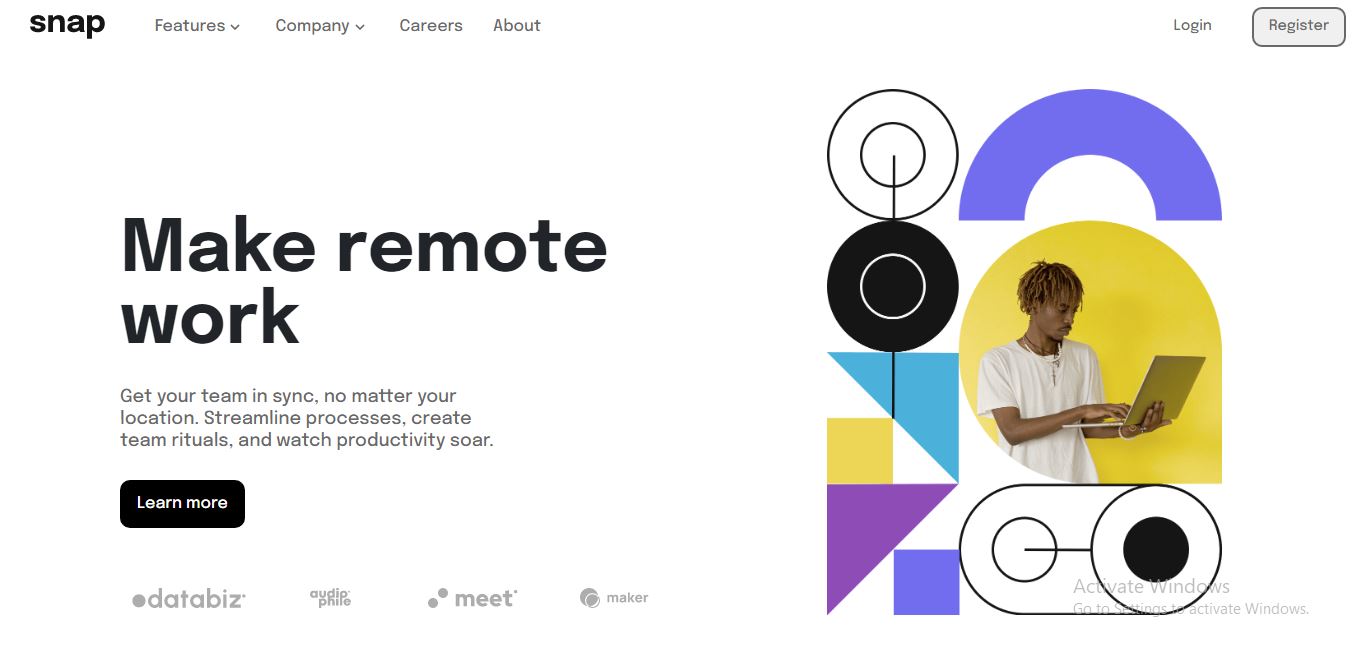 snap
Features
Company
Careers
About
Login
Register
Make remote
work
Get your team in sync, no matter your
location. Streamline processes, create
team rituals, and watch productivity soar.
Learn more
databiz
audio
phile
meet
maker
Activate Windows
Go to Settings to activate Windows.